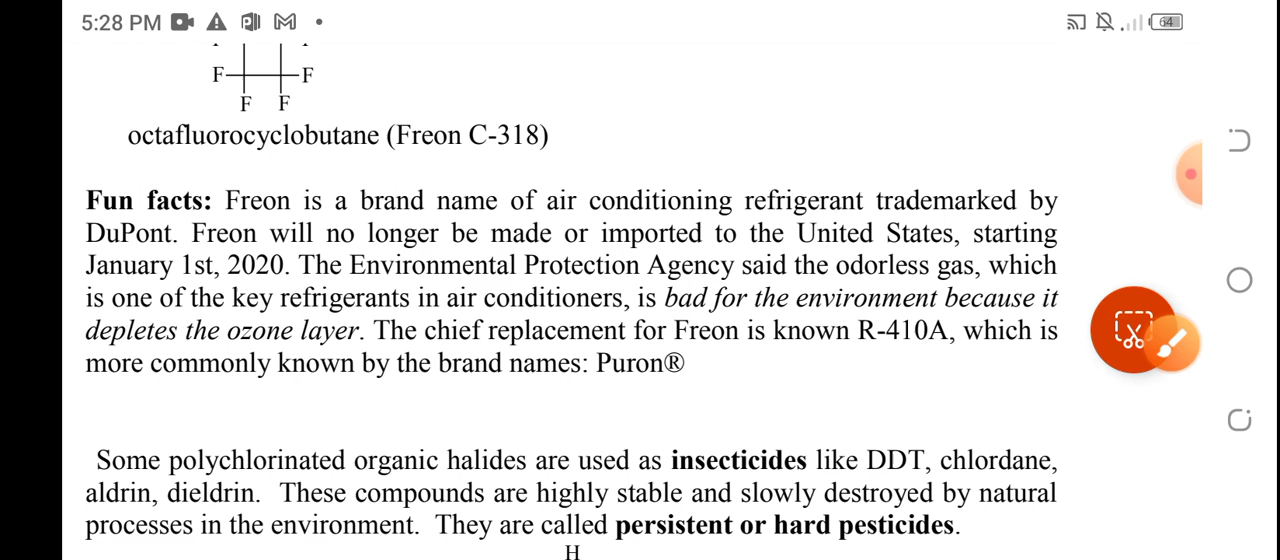 5:28 PM
64
F F
F F
octafluorocyclobutane (Freon C-318)
Fun facts: Freon is a brand name of air conditioning refrigerant trademarked by
DuPont. Freon will no longer be made or imported to the United States, starting
January 1st, 2020. The Environmental Protection Agency said the odorless gas, which
is one of the key refrigerants in air conditioners, is bad for the environment because it
depletes the ozone layer. The chief replacement for Freon is known R-410A, which is
more commonly known by the brand names: Puron®
Some polychlorinated organic halides are used as insecticides like DDT, chlordane,
aldrin, dieldrin. These compounds are highly stable and slowly destroyed by natural
processes in the environment. They are called persistent or hard pesticides.
H